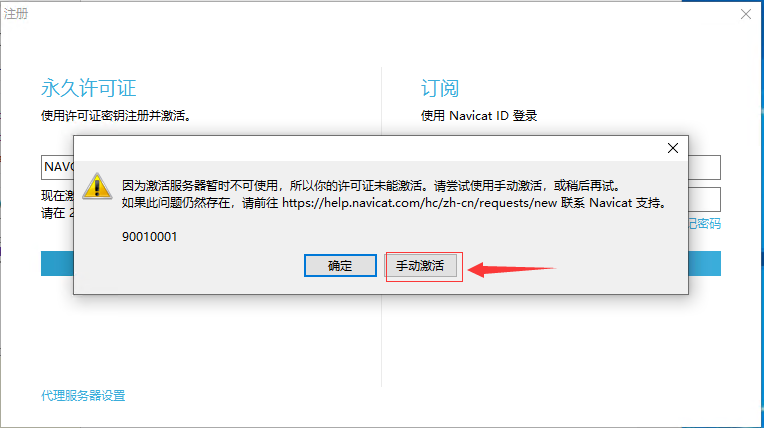 注册
永久许可证
订阅
使用许可证密钥注册并激活。
使用 Navicat ID 登录
因为激活服务器暂时不可使用，所以你的许可证未能激活。请尝试使用手动激活，或稍后再试。
如果此问题仍然存在，请前往 https://help.navicat.com/hc/zh-cn/requests/new 联系 Navicat 支持。
90010001
确定
手动激活
现在激
请在 2
记密码
代理服务器设置